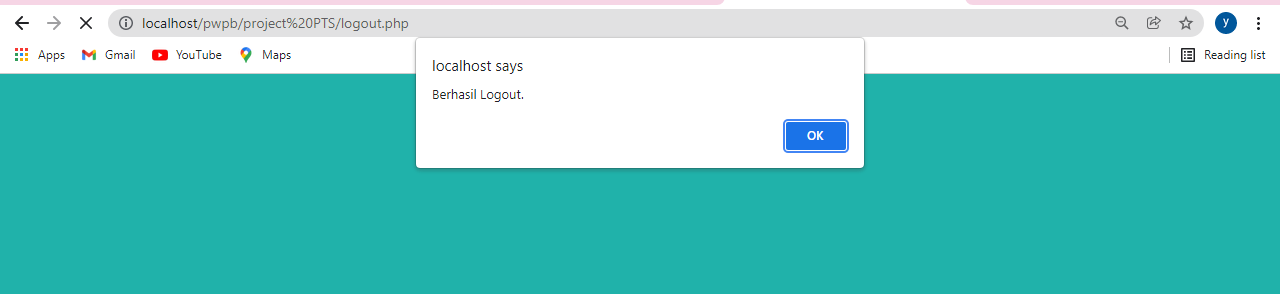 localhost/pwpb/project%20PTS/logout.php
y
Apps Gmail YouTube Maps Reading list
localhost says
Berhasil Logout.
OK